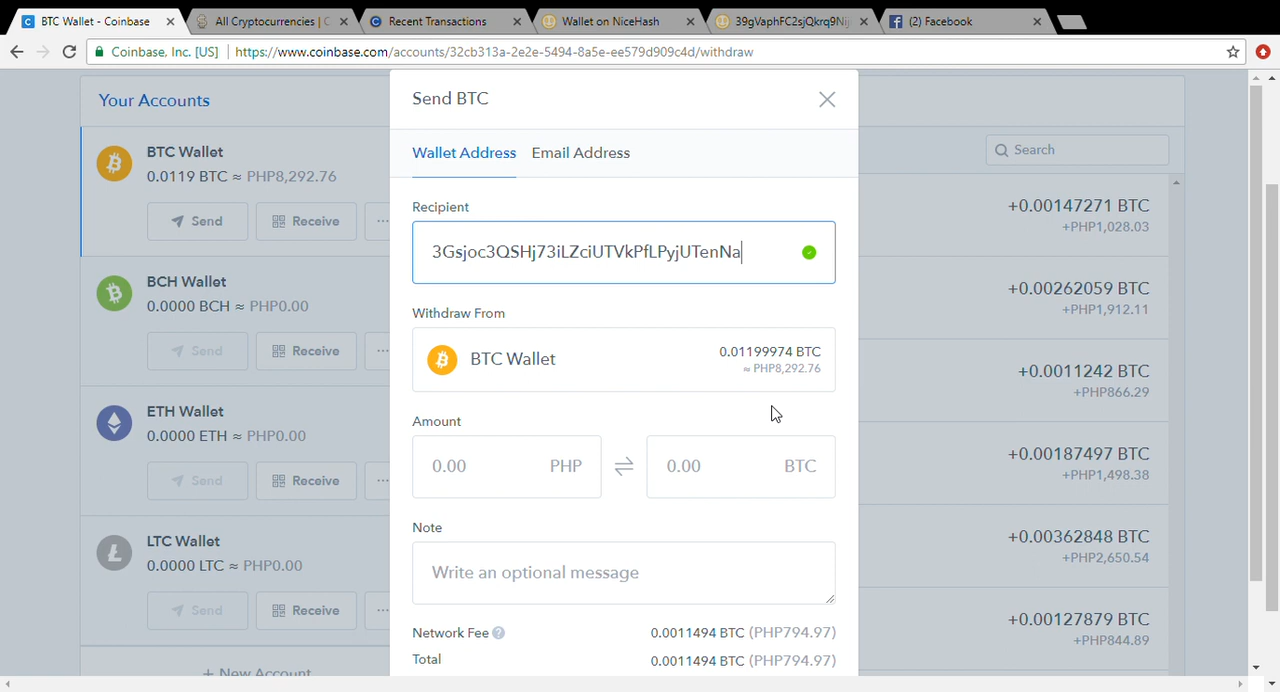 BTC Wallet - Coinbase
All Cryptocurrencies | C
Recent Transactions
Wallet on NiceHash
39gVaphFC2sjQkrq9Nij
(2) Facebook
Coinbase, Inc. [US]
https://www.coinbase.com/accounts/32cb313a-2e2e-5494-8a5e-ee579d909c4d/withdraw
Your Accounts
BTC Wallet
0.0119 BTC ≈ PHP8,292.76
Send
Receive
BCH Wallet
0.0000 BCH ≈ PHP0.00
Send
Receive
ETH Wallet
0.0000 ETH ≈ PHP0.00
Send
Receive
LTC Wallet
0.0000 LTC ≈ PHP0.00
Send
Receive
+ New Account
Send BTC
Wallet Address
Email Address
Recipient
3Gsjoc3QSHj73iLZciUTVkPfLPyjUTenNa
Withdraw From
BTC Wallet
0.01199974 BTC
≈ PHP8,292.76
Amount
0.00 PHP
0.00 BTC
Note
Write an optional message
Network Fee ?
0.0011494 BTC (PHP794.97)
Total
0.0011494 BTC (PHP794.97)
Search
+0.00147271 BTC
+PHP1,028.03
+0.00262059 BTC
+PHP1,912.11
+0.0011242 BTC
+PHP866.29
+0.00187497 BTC
+PHP1,498.38
+0.00362848 BTC
+PHP2,650.54
+0.00127879 BTC
+PHP844.89